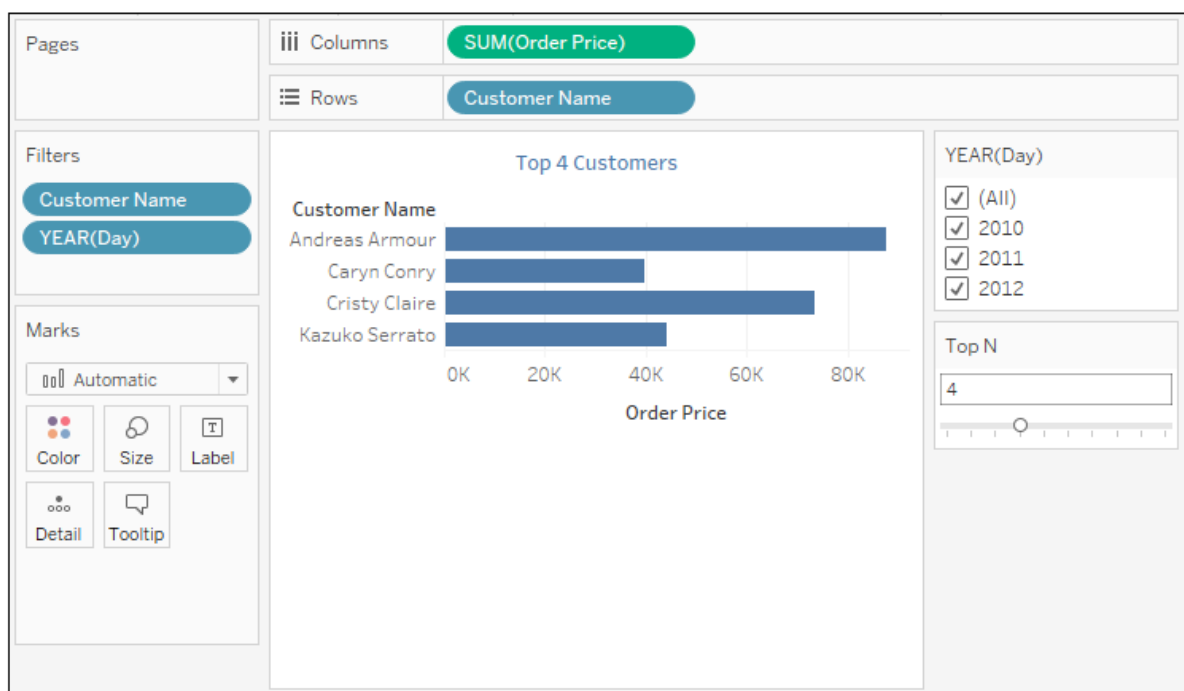 Pages
Columns
SUM(Order Price)
Rows
Customer Name
Filters
Customer Name
YEAR(Day)
Marks
Automatic
Color
Size
T
Label
Detail
Tooltip
Top 4 Customers
Customer Name
Andreas Armour
Caryn Conry
Cristy Claire
Kazuko Serrato
0K 20K 40K 60K 80K
Order Price
YEAR(Day)
(All)
2010
2011
2012
Top N
4